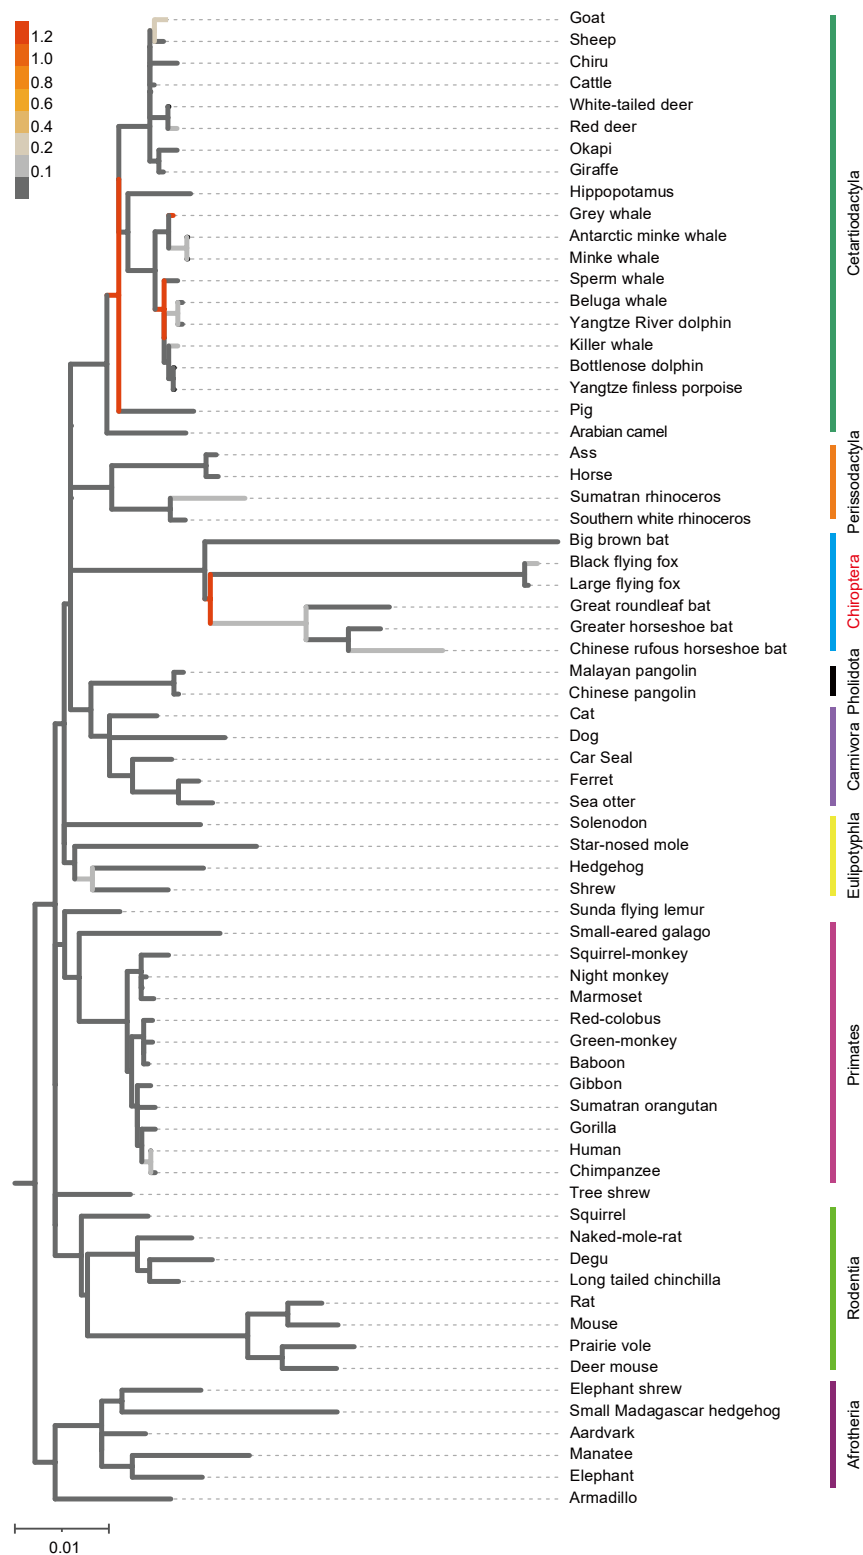 1.2
1.0
0.8
0.6
0.4
0.2
0.1
Goat
Sheep
Chiru
Cattle
White-tailed deer
Red deer
Okapi
Giraffe
Hippopotamus
Grey whale
Antarctic minke whale
Minke whale
Sperm whale
Beluga whale
Yangtze River dolphin
Killer whale
Bottlenose dolphin
Yangtze finless porpoise
Pig
Arabian camel
Ass
Horse
Sumatran rhinoceros
Southern white rhinoceros
Big brown bat
Black flying fox
Large flying fox
Great roundleaf bat
Greater horseshoe bat
Chinese rufous horseshoe bat
Malayan pangolin
Chinese pangolin
Cat
Dog
Car Seal
Ferret
Sea otter
Solenodon
Star-nosed mole
Hedgehog
Shrew
Sunda flying lemur
Small-eared galago
Squirrel-monkey
Night monkey
Marmoset
Red-colobus
Green-monkey
Baboon
Gibbon
Sumatran orangutan
Gorilla
Human
Chimpanzee
Tree shrew
Squirrel
Naked-mole-rat
Degu
Long tailed chinchilla
Rat
Mouse
Prairie vole
Deer mouse
Elephant shrew
Small Madagascar hedgehog
Aardvark
Manatee
Elephant
Armadillo
Cetartiodactyla
Perissodactyla
Chiroptera
Pholidota
Carnivora
Eulipotyphla
Primates
Rodentia
Afrotheria
0.01